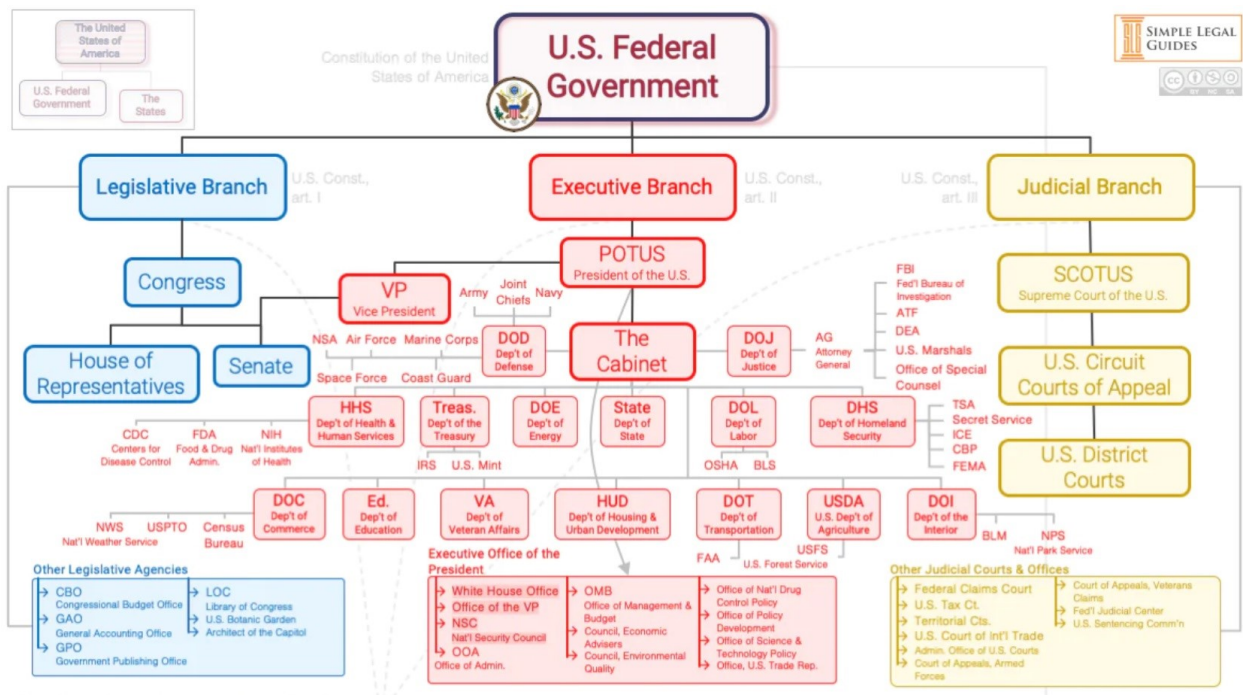 The United
States of
America
U.S. Federal
Government
The
States
Constitution of the United
States of America
U.S. Federal
Government
SIMPLE LEGAL
GUIDES
cc
BY NC SA
Legislative Branch
U.S. Const.,
art. I
Executive Branch
U.S. Const.,
art. II
U.S. Const.,
art. III
Judicial Branch
Congress
House of
Representatives
Senate
POTUS
President of the U.S.
VP
Vice President
The
Cabinet
SCOTUS
Supreme Court of the U.S.
U.S. Circuit
Courts of Appeal
U.S. District
Courts
Army
Joint
Chiefs
Navy
NSA
Air Force
Marine Corps
DOD
Dep't of
Defense
Space Force
Coast Guard
DOJ
Dep't of
Justice
AG
Attorney
General
FBI
Fed'l Bureau of
Investigation
ATF
DEA
U.S. Marshals
Office of Special
Counsel
HHS
Dep't of Health &
Human Services
Treas.
Dep't of the
Treasury
DOE
Dep't of
Energy
State
Dep't of
State
DOL
Dep't of
Labor
DHS
Dep't of Homeland
Security
TSA
Secret Service
ICE
CBP
FEMA
CDC
Centers for
Disease Control
FDA
Food & Drug
Admin.
NIH
Nat'l Institutes
of Health
IRS
U.S. Mint
OSHA
BLS
DOC
Dep't of
Commerce
Ed.
Dep't of
Education
VA
Dep't of
Veteran Affairs
HUD
Dep't of Housing &
Urban Development
DOT
Dep't of
Transportation
USDA
U.S. Dep't of
Agriculture
DOI
Dep't of the
Interior
NWS
Nat'l Weather Service
USPTO
Census
Bureau
FAA
USFS
U.S. Forest Service
BLM
NPS
Nat'l Park Service
Other Legislative Agencies
CBO
Congressional Budget Office
GAO
General Accounting Office
GPO
Government Publishing Office
LOC
Library of Congress
U.S. Botanic Garden
Architect of the Capitol
Executive Office of the
President
White House Office
Office of the VP
NSC
Nat'l Security Council
OOA
Office of Admin.
OMB
Office of Management &
Budget
Council, Economic
Advisers
Council, Environmental
Quality
Office of Nat'l Drug
Control Policy
Office of Policy
Development
Office of Science &
Technology Policy
Office, U.S. Trade Rep.
Other Judicial Courts & Offices
Federal Claims Court
U.S. Tax Ct.
Territorial Cts.
U.S. Court of Int'l Trade
Admin. Office of U.S. Courts
Court of Appeals, Armed
Forces
Court of Appeals, Veterans
Claims
Fed'l Judicial Center
U.S. Sentencing Comm'n